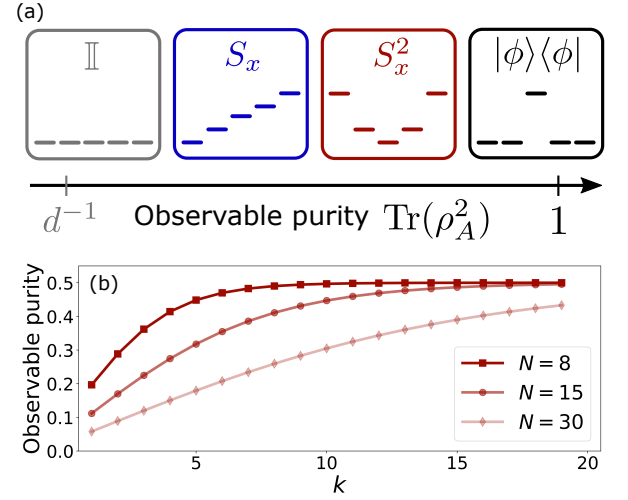 (a)
𝕀 S_x S_x^2 |ϕ⟩⟨ϕ|
d^{-1} Observable purity Tr(ρ_A^2) 1
(b)
Observable purity
0.5
0.4
0.3
0.2
0.1
0.0
N = 8
N = 15
N = 30
5 10 15 20
k